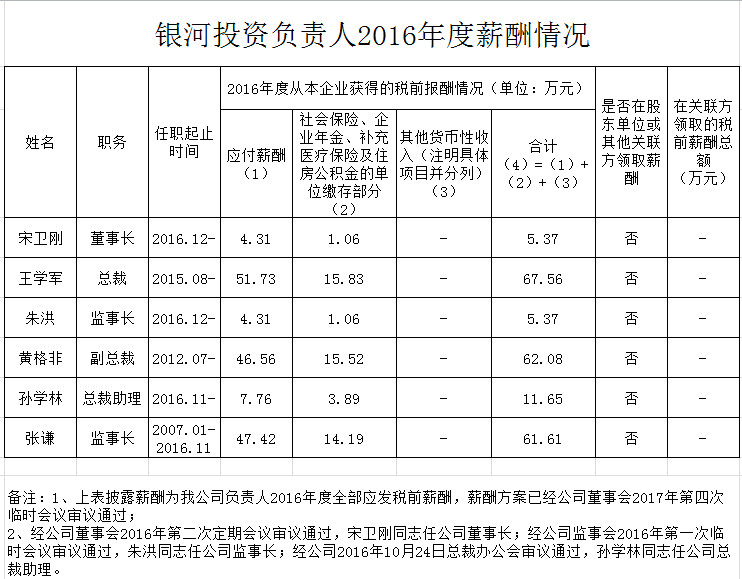 银河投资负责人2016年度薪酬情况
姓名 职务 任职起止时间 2016年度从本企业获得的税前报酬情况（单位：万元） 是否在股东单位或其他关联方领取薪酬 在关联方领取的税前薪酬总额（万元）
应付薪酬（1） 社会保险、企业年金、补充医疗保险及住房公积金的单位缴存部分（2） 其他货币性收入（注明具体项目并分列）（3） 合计（4）=（1）+（2）+（3）
宋卫刚 董事长 2016.12- 4.31 1.06 - 5.37 否 -
王学军 总裁 2015.08- 51.73 15.83 - 67.56 否 -
朱洪 监事长 2016.12- 4.31 1.06 - 5.37 否 -
黄格非 副总裁 2012.07- 46.56 15.52 - 62.08 否 -
孙学林 总裁助理 2016.11- 7.76 3.89 - 11.65 否 -
张谦 监事长 2007.01-2016.11 47.42 14.19 - 61.61 否 -
备注：1、上表披露薪酬为我公司负责人2016年度全部应发税前薪酬，薪酬方案已经公司董事会2017年第四次
临时会议审议通过；
2、经公司董事会2016年第二次定期会议审议通过，宋卫刚同志任公司董事长；经公司监事会2016年第一次临
时会议审议通过，朱洪同志任公司监事长；经公司2016年10月24日总裁办公会审议通过，孙学林同志任公司总
裁助理。